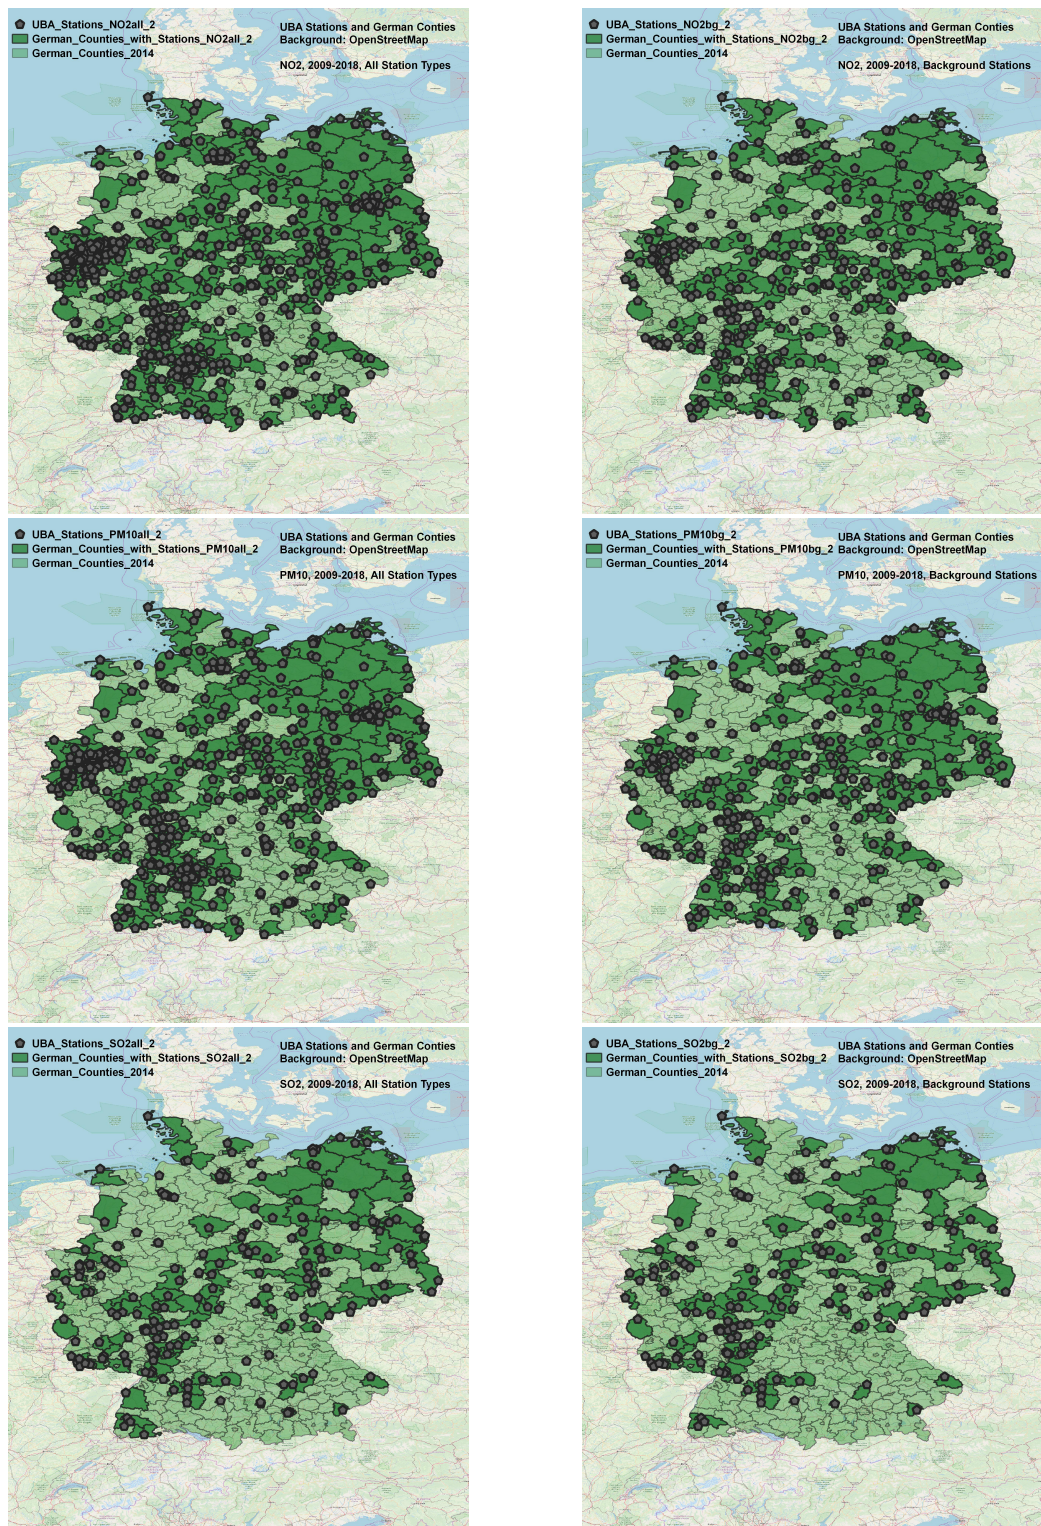 UBA_Stations_NO2all_2
German_Counties_with_Stations_NO2all_2
German_Counties_2014
UBA Stations and German Conties
Background: OpenStreetMap
NO2, 2009-2018, All Station Types
UBA_Stations_NO2bg_2
German_Counties_with_Stations_NO2bg_2
German_Counties_2014
UBA Stations and German Conties
Background: OpenStreetMap
NO2, 2009-2018, Background Stations
UBA_Stations_PM10all_2
German_Counties_with_Stations_PM10all_2
German_Counties_2014
UBA Stations and German Conties
Background: OpenStreetMap
PM10, 2009-2018, All Station Types
UBA_Stations_PM10bg_2
German_Counties_with_Stations_PM10bg_2
German_Counties_2014
UBA Stations and German Conties
Background: OpenStreetMap
PM10, 2009-2018, Background Stations
UBA_Stations_SO2all_2
German_Counties_with_Stations_SO2all_2
German_Counties_2014
UBA Stations and German Conties
Background: OpenStreetMap
SO2, 2009-2018, All Station Types
UBA_Stations_SO2bg_2
German_Counties_with_Stations_SO2bg_2
German_Counties_2014
UBA Stations and German Conties
Background: OpenStreetMap
SO2, 2009-2018, Background Stations